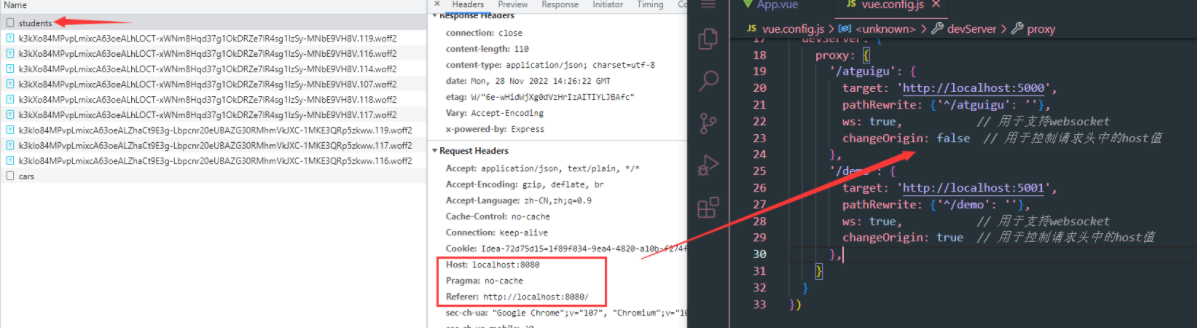 Name
students
k3kXo84MPvpLmixcA63oeALhLOCT-xWNm8Hqd37g1OkDRZe7lR4sg1IzSy-MNbE9VH8V.119.woff2
k3kXo84MPvpLmixcA63oeALhLOCT-xWNm8Hqd37g1OkDRZe7lR4sg1IzSy-MNbE9VH8V.116.woff2
k3kXo84MPvpLmixcA63oeALhLOCT-xWNm8Hqd37g1OkDRZe7lR4sg1IzSy-MNbE9VH8V.114.woff2
k3kXo84MPvpLmixcA63oeALhLOCT-xWNm8Hqd37g1OkDRZe7lR4sg1IzSy-MNbE9VH8V.107.woff2
k3kXo84MPvpLmixcA63oeALhLOCT-xWNm8Hqd37g1OkDRZe7lR4sg1IzSy-MNbE9VH8V.118.woff2
k3kIo84MPvpLmixcA63oeALZhaCt9E3g-Lbpcnr20eUBAZG30RMhmVkJXC-1MKE3QRp5zkww.119.woff2
k3kIo84MPvpLmixcA63oeALZhaCt9E3g-Lbpcnr20eUBAZG30RMhmVkJXC-1MKE3QRp5zkww.117.woff2
k3kIo84MPvpLmixcA63oeALZhaCt9E3g-Lbpcnr20eUBAZG30RMhmVkJXC-1MKE3QRp5zkww.116.woff2
cars
Headers Preview Response Initiator Timing Cookies
Response Headers
connection: close
content-length: 110
content-type: application/json; charset=utf-8
date: Mon, 28 Nov 2022 14:26:22 GMT
etag: W/"6e-wHidWjXg0dVzHrIzAITIYLJBAfc"
Vary: Accept-Encoding
x-powered-by: Express
Request Headers
Accept: application/json, text/plain, */*
Accept-Encoding: gzip, deflate, br
Accept-Language: zh-CN,zh;q=0.9
Cache-Control: no-cache
Connection: keep-alive
Cookie: Idea-72d75d15=1f89f034-9ea4-4820-a10b-f274f
Host: localhost:8080
Pragma: no-cache
Referer: http://localhost:8080/
sec-ch-ua: "Google Chrome";v="107", "Chromium";v="1
App.vue vue.config.js
vue.config.js > <unknown> > devServer > proxy
17 devServer: {
18 proxy: {
19 '/atguigu': {
20 target: 'http://localhost:5000',
21 pathRewrite: {'^/atguigu': ''},
22 ws: true, // 用于支持websocket
23 changeOrigin: false // 用于控制请求头中的host值
24 },
25 '/demo': {
26 target: 'http://localhost:5001',
27 pathRewrite: {'^/demo': ''},
28 ws: true, // 用于支持websocket
29 changeOrigin: true // 用于控制请求头中的host值
30 },
31 }
32 }
33 })